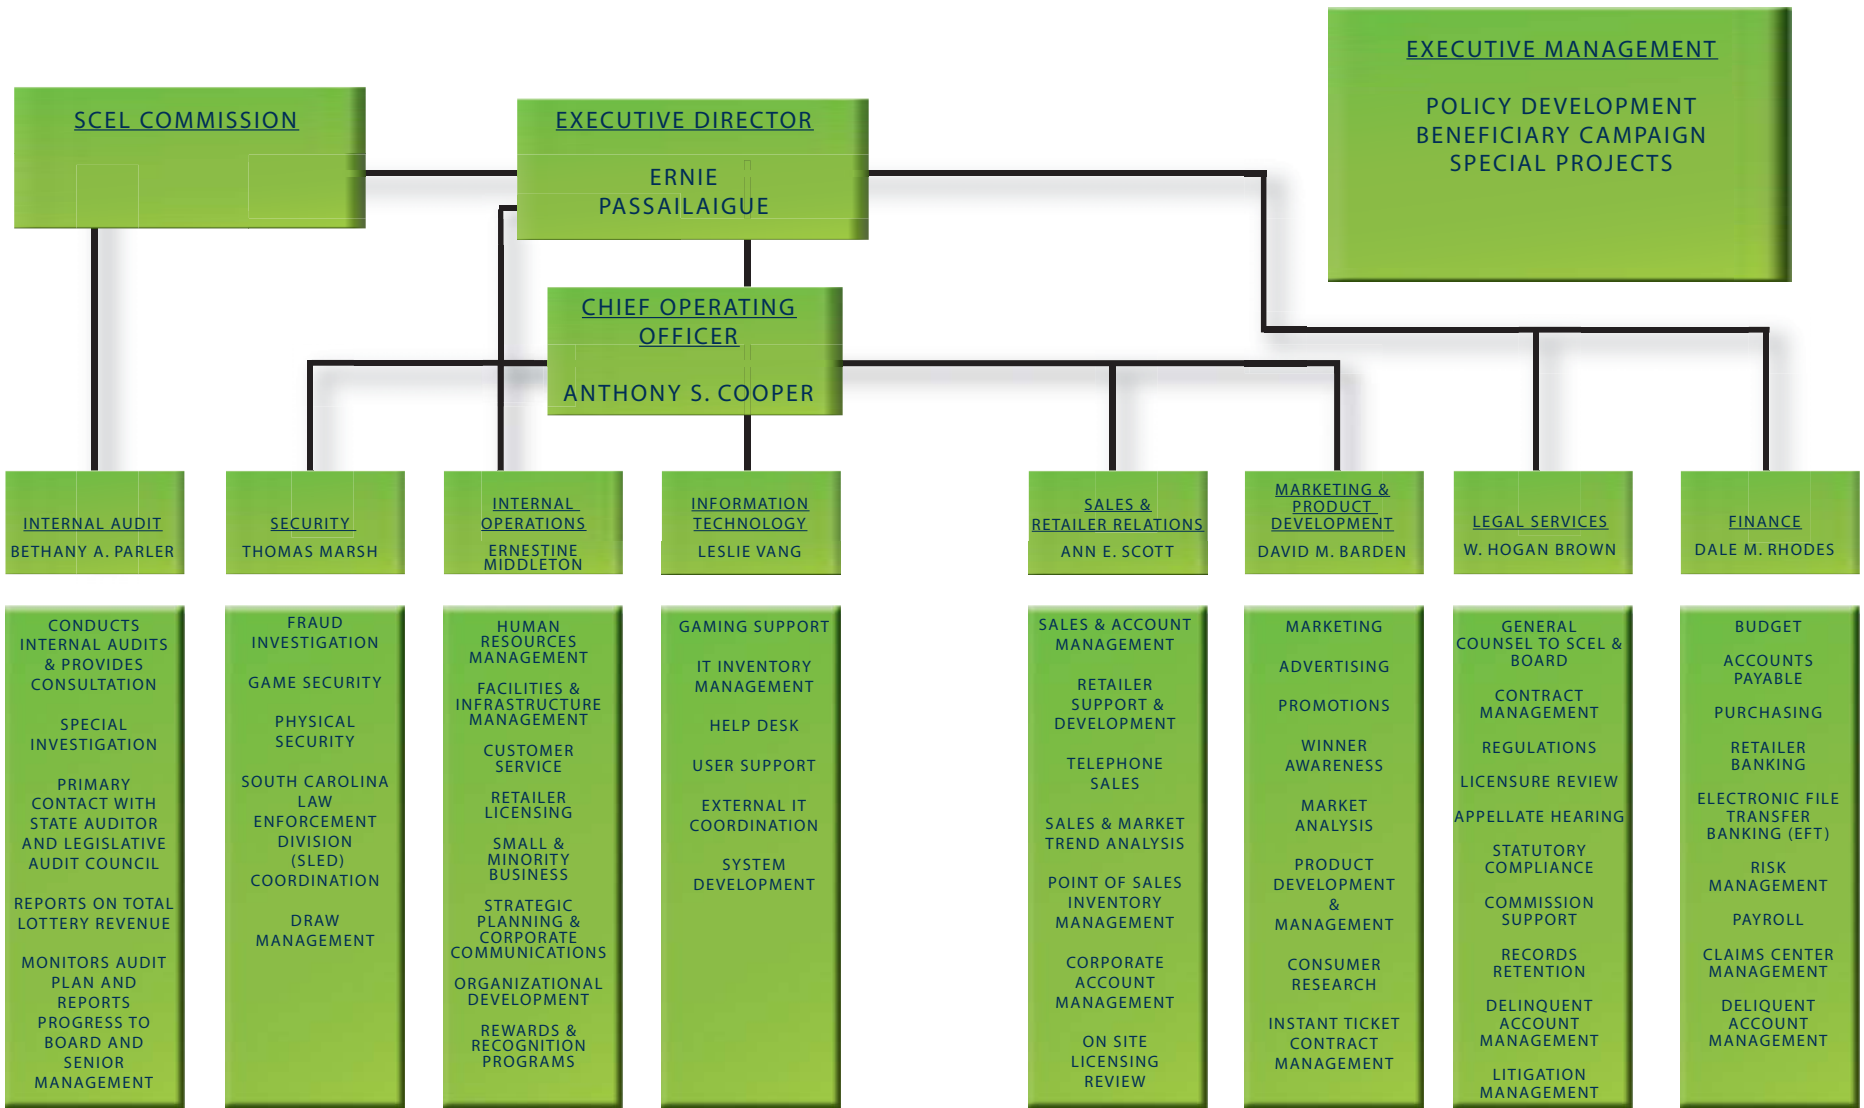 SCEL COMMISSION
EXECUTIVE DIRECTOR
ERNIE
PASSAILAIGUE
EXECUTIVE MANAGEMENT
POLICY DEVELOPMENT
BENEFICIARY CAMPAIGN
SPECIAL PROJECTS
CHIEF OPERATING
OFFICER
ANTHONY S. COOPER
INTERNAL AUDIT
BETHANY A. PARLER
SECURITY
THOMAS MARSH
INTERNAL
OPERATIONS
ERNESTINE
MIDDLETON
INFORMATION
TECHNOLOGY
LESLIE VANG
SALES &
RETAILER RELATIONS
ANN E. SCOTT
MARKETING &
PRODUCT
DEVELOPMENT
DAVID M. BARDEN
LEGAL SERVICES
W. HOGAN BROWN
FINANCE
DALE M. RHODES
CONDUCTS
INTERNAL AUDITS
& PROVIDES
CONSULTATION
SPECIAL
INVESTIGATION
PRIMARY
CONTACT WITH
STATE AUDITOR
AND LEGISLATIVE
AUDIT COUNCIL
REPORTS ON TOTAL
LOTTERY REVENUE
MONITORS AUDIT
PLAN AND
REPORTS
PROGRESS TO
BOARD AND
SENIOR
MANAGEMENT
FRAUD
INVESTIGATION
GAME SECURITY
PHYSICAL
SECURITY
SOUTH CAROLINA
LAW
ENFORCEMENT
DIVISION
(SLED)
COORDINATION
DRAW
MANAGEMENT
HUMAN
RESOURCES
MANAGEMENT
FACILITIES &
INFRASTRUCTURE
MANAGEMENT
CUSTOMER
SERVICE
RETAILER
LICENSING
SMALL &
MINORITY
BUSINESS
STRATEGIC
PLANNING &
CORPORATE
COMMUNICATIONS
ORGANIZATIONAL
DEVELOPMENT
REWARDS &
RECOGNITION
PROGRAMS
GAMING SUPPORT
IT INVENTORY
MANAGEMENT
HELP DESK
USER SUPPORT
EXTERNAL IT
COORDINATION
SYSTEM
DEVELOPMENT
SALES & ACCOUNT
MANAGEMENT
RETAILER
SUPPORT &
DEVELOPMENT
TELEPHONE
SALES
SALES & MARKET
TREND ANALYSIS
POINT OF SALES
INVENTORY
MANAGEMENT
CORPORATE
ACCOUNT
MANAGEMENT
ON SITE
LICENSING
REVIEW
MARKETING
ADVERTISING
PROMOTIONS
WINNER
AWARENESS
MARKET
ANALYSIS
PRODUCT
DEVELOPMENT
&
MANAGEMENT
CONSUMER
RESEARCH
INSTANT TICKET
CONTRACT
MANAGEMENT
GENERAL
COUNSEL TO SCEL &
BOARD
CONTRACT
MANAGEMENT
REGULATIONS
LICENSURE REVIEW
APPELLATE HEARING
STATUTORY
COMPLIANCE
COMMISSION
SUPPORT
RECORDS
RETENTION
DELINQUENT
ACCOUNT
MANAGEMENT
LITIGATION
MANAGEMENT
BUDGET
ACCOUNTS
PAYABLE
PURCHASING
RETAILER
BANKING
ELECTRONIC FILE
TRANSFER
BANKING (EFT)
RISK
MANAGEMENT
PAYROLL
CLAIMS CENTER
MANAGEMENT
DELIQUENT
ACCOUNT
MANAGEMENT